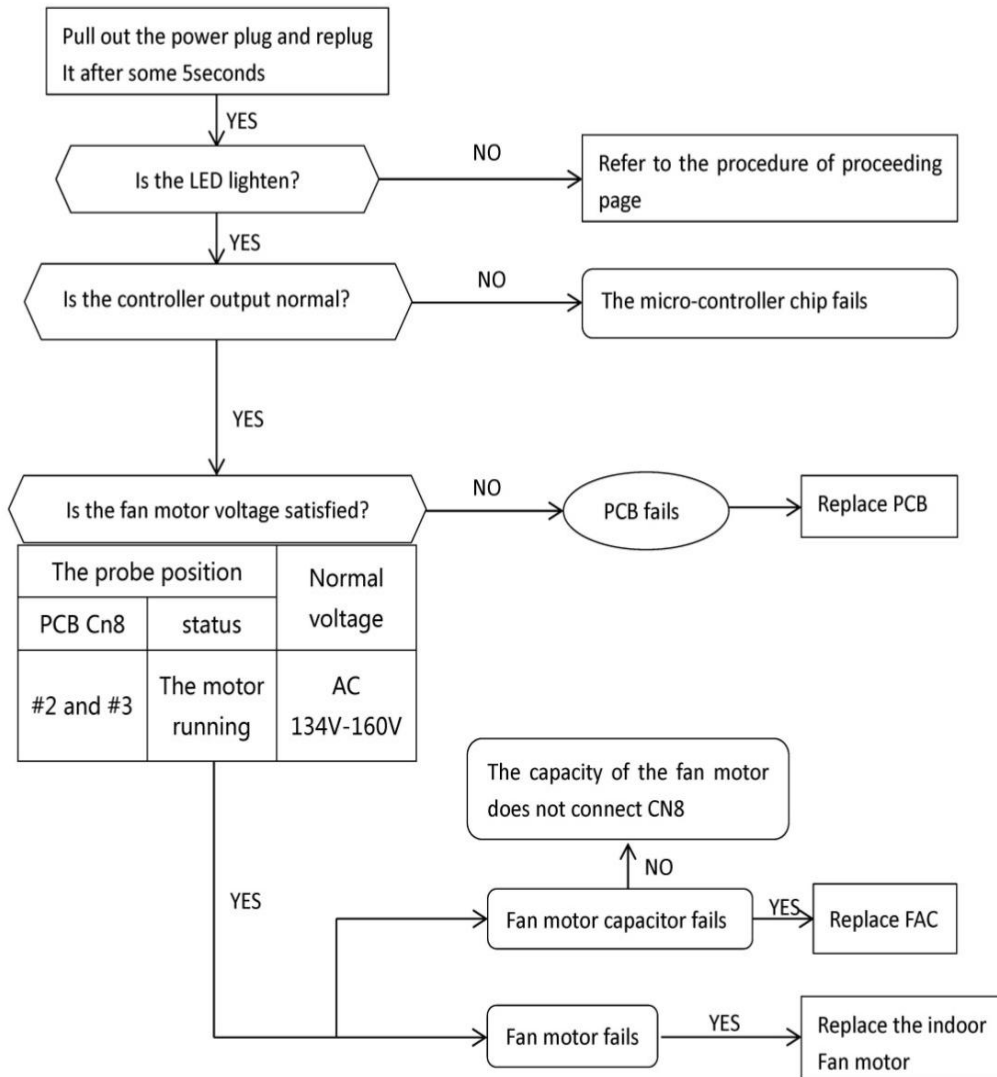 Pull out the power plug and replug
It after some 5seconds
YES
Is the LED lighten?
NO
Refer to the procedure of proceeding
page
YES
Is the controller output normal?
NO
The micro-controller chip fails
YES
Is the fan motor voltage satisfied?
NO
PCB fails
Replace PCB
The probe position
Normal
voltage
PCB Cn8
status
#2 and #3
The motor
running
AC
134V-160V
The capacity of the fan motor
does not connect CN8
NO
YES
Fan motor capacitor fails
YES
Replace FAC
Fan motor fails
YES
Replace the indoor
Fan motor